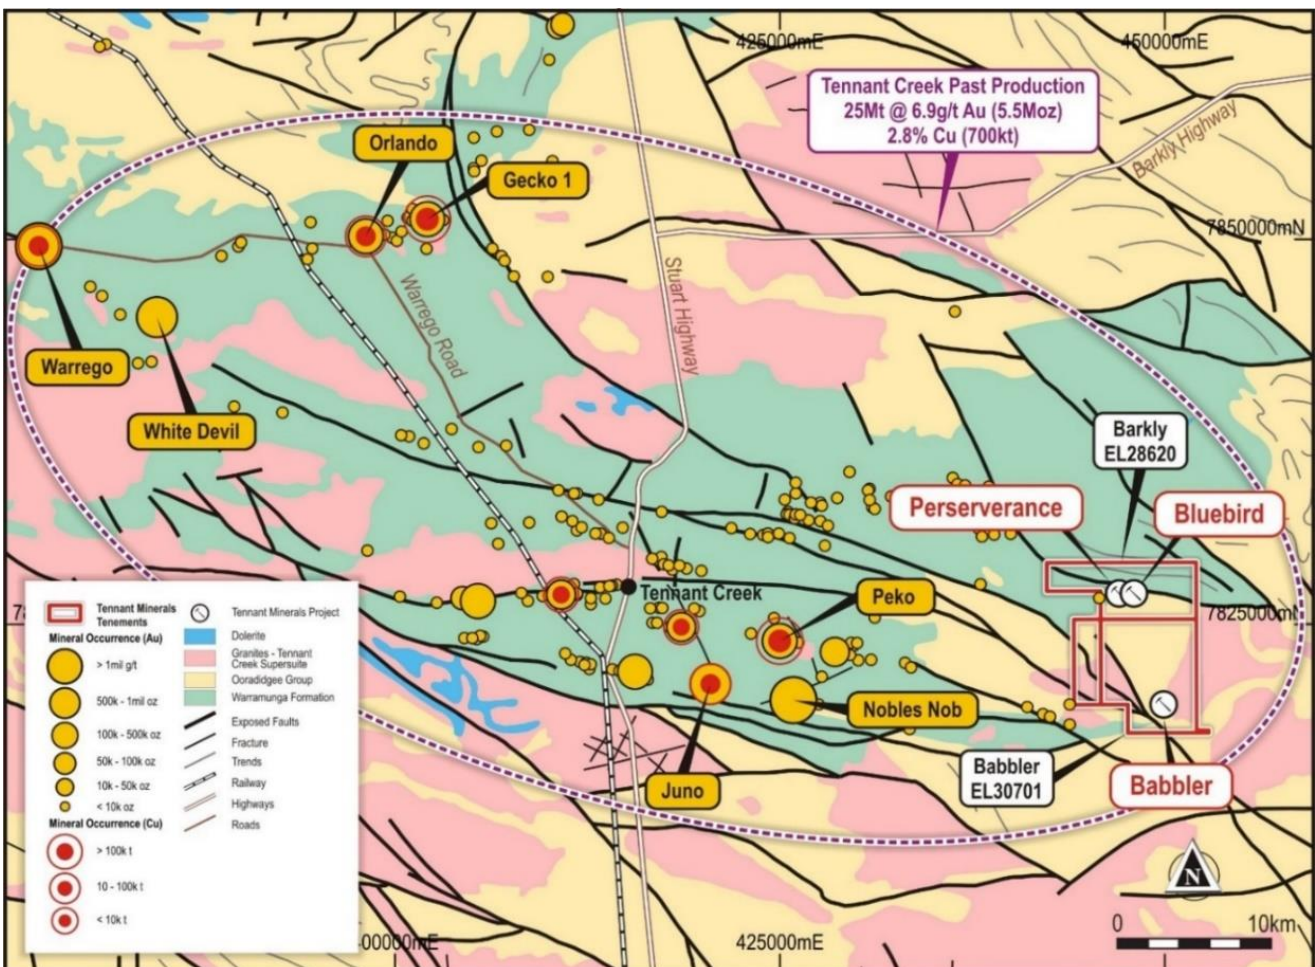 425000mE
450000mE
Tennant Creek Past Production
25Mt @ 6.9g/t Au (5.5Moz)
2.8% Cu (700kt)
Barkly Highway
Orlando
Gecko 1
7850000mN
Warrego Road
Stuart Highway
Warrego
White Devil
Barkly
EL28620
Perserverance
Bluebird
Tennant Creek
Peko
7825000m
78
Nobles Nob
Juno
Babbler
EL30701
Babbler
Tennant Minerals
Tenements
Mineral Occurrence (Au)
> 1mil g/t
500k - 1mil oz
100k - 500k oz
50k - 100k oz
10k - 50k oz
< 10k oz
Mineral Occurrence (Cu)
> 100k t
10 - 100k t
< 10k t
Tennant Minerals Project
Dolerite
Granites - Tennant
Creek Supersuite
Ooradidgee Group
Warramunga Formation
Exposed Faults
Fracture
Trends
Railway
Highways
Roads
N
0 10km
00000mE
425000mE